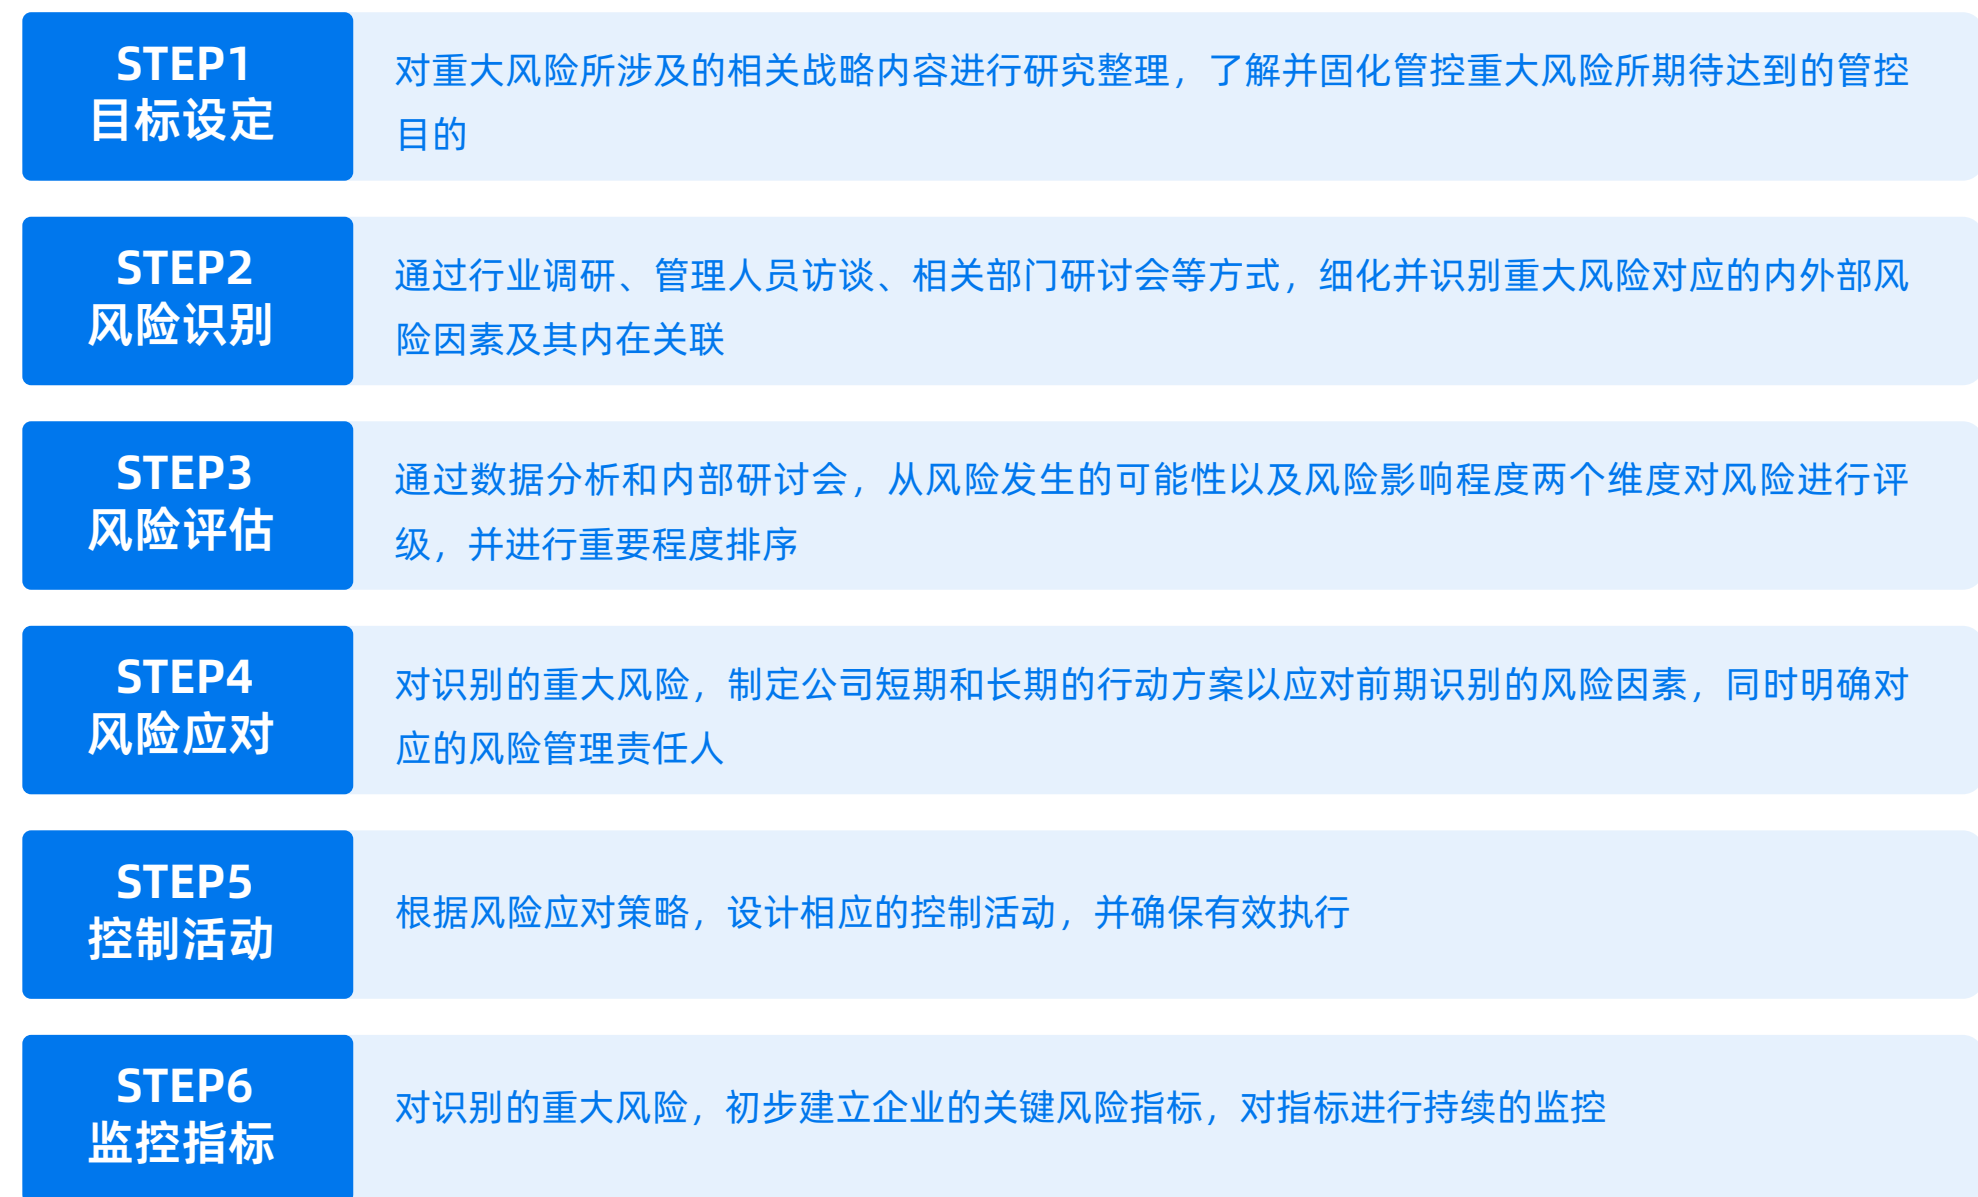 STEP1
目标设定
对重大风险所涉及的相关战略内容进行研究整理，了解并固化管控重大风险所期待达到的管控
目的
STEP2
风险识别
通过行业调研、管理人员访谈、相关部门研讨会等方式，细化并识别重大风险对应的内外部风
险因素及其内在关联
STEP3
风险评估
通过数据分析和内部研讨会，从风险发生的可能性以及风险影响程度两个维度对风险进行评
级，并进行重要程度排序
STEP4
风险应对
对识别的重大风险，制定公司短期和长期的行动方案以应对前期识别的风险因素，同时明确对
应的风险管理责任人
STEP5
控制活动
根据风险应对策略，设计相应的控制活动，并确保有效执行
STEP6
监控指标
对识别的重大风险，初步建立企业的关键风险指标，对指标进行持续的监控